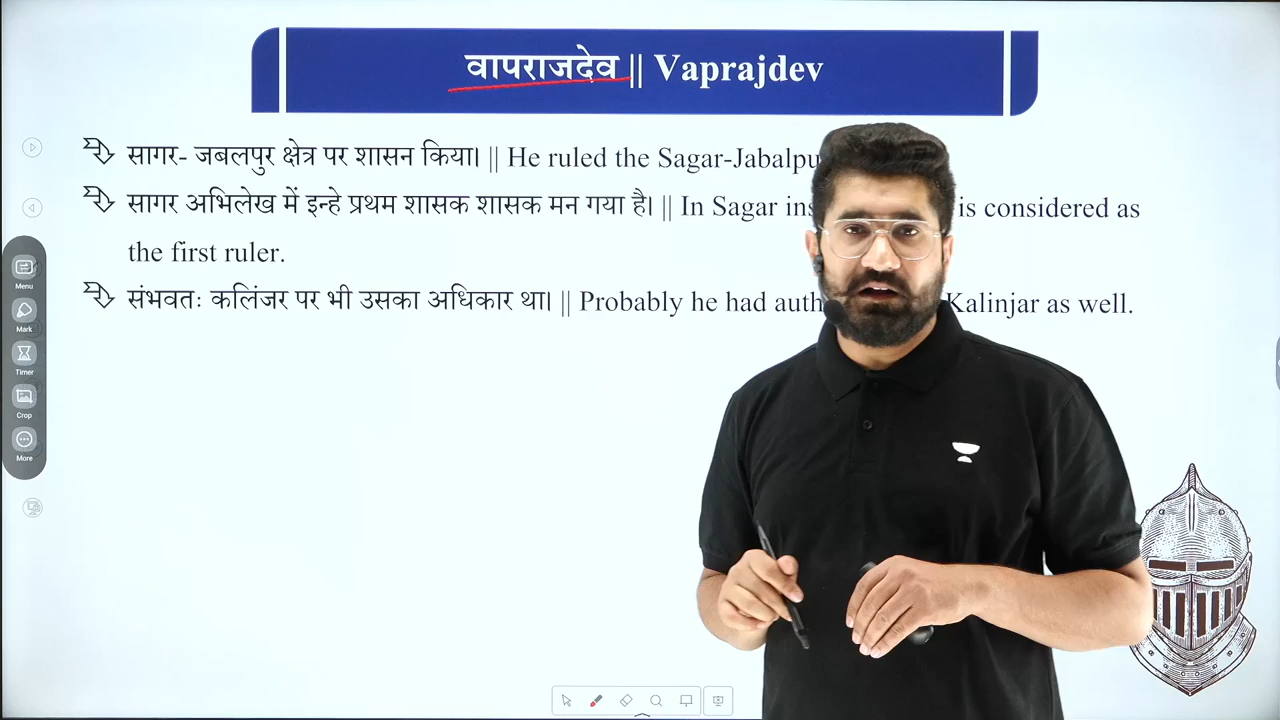 वापराजदेव || Vaprajdev
सागर- जबलपुर क्षेत्र पर शासन किया। || He ruled the Sagar-Jabalpu
सागर अभिलेख में इन्हे प्रथम शासक शासक मन गया है। || In Sagar is considered as
the first ruler.
संभवतः कलिंजर पर भी उसका अधिकार था। || Probably he had Kalinjar as well.
Menu
Mark
Timer
Crop
More